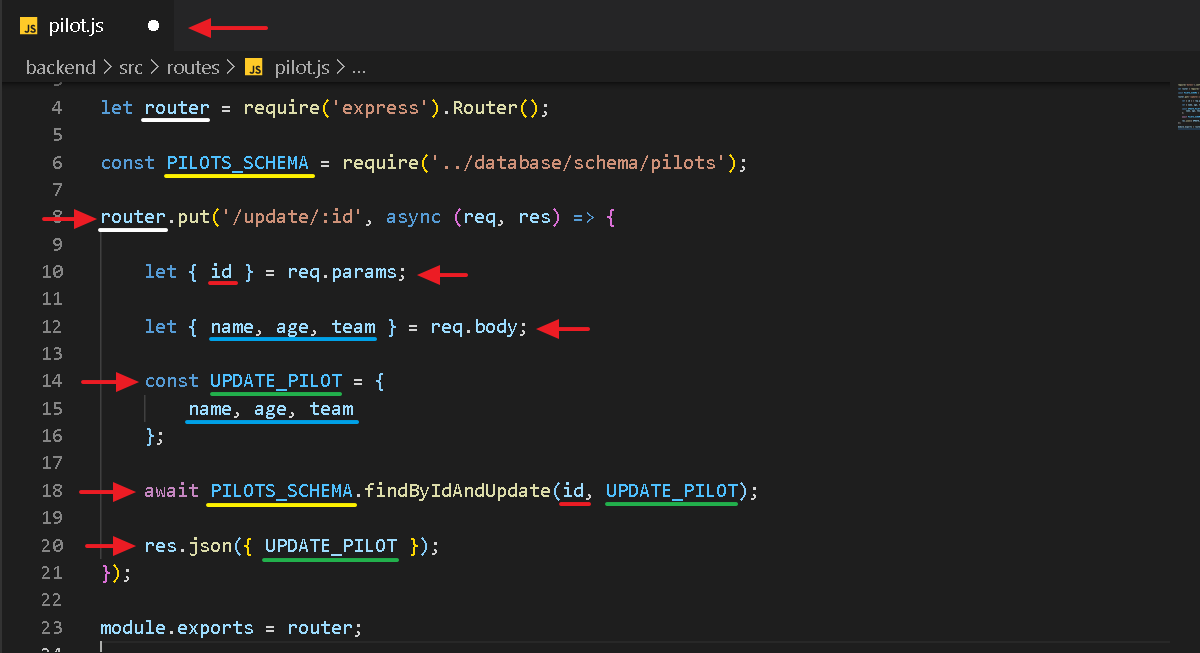 JS pilot.js
backend > src > routes > JS pilot.js > ...
4 let router = require('express').Router();
5
6 const PILOTS_SCHEMA = require('../database/schema/pilots');
7
8 router.put('/update/:id', async (req, res) => {
9
10 let { id } = req.params;
11
12 let { name, age, team } = req.body;
13
14 const UPDATE_PILOT = {
15 name, age, team
16 };
17
18 await PILOTS_SCHEMA.findByIdAndUpdate(id, UPDATE_PILOT);
19
20 res.json({ UPDATE_PILOT });
21 });
22
23 module.exports = router;
24